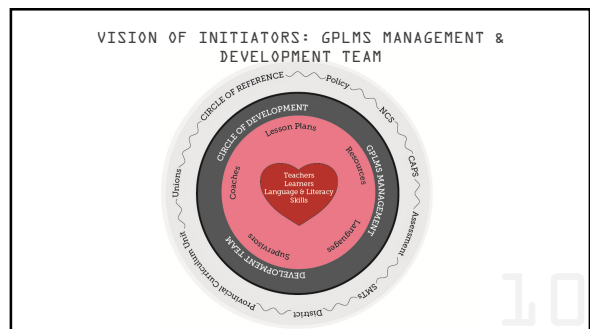 VISION OF INITIATORS: GPLMS MANAGEMENT &
DEVELOPMENT TEAM
CIRCLE OF REFERENCE
Policy
NCS
CAPS
Assessment
SMTs
District
Provincial Curriculum Unit
Unions
CIRCLE OF DEVELOPMENT
GPLMS MANAGEMENT
DEVELOPMENT TEAM
Lesson Plans
Resources
Languages
Supervisors
Coaches
Teachers
Learners
Language & Literacy
Skills
10